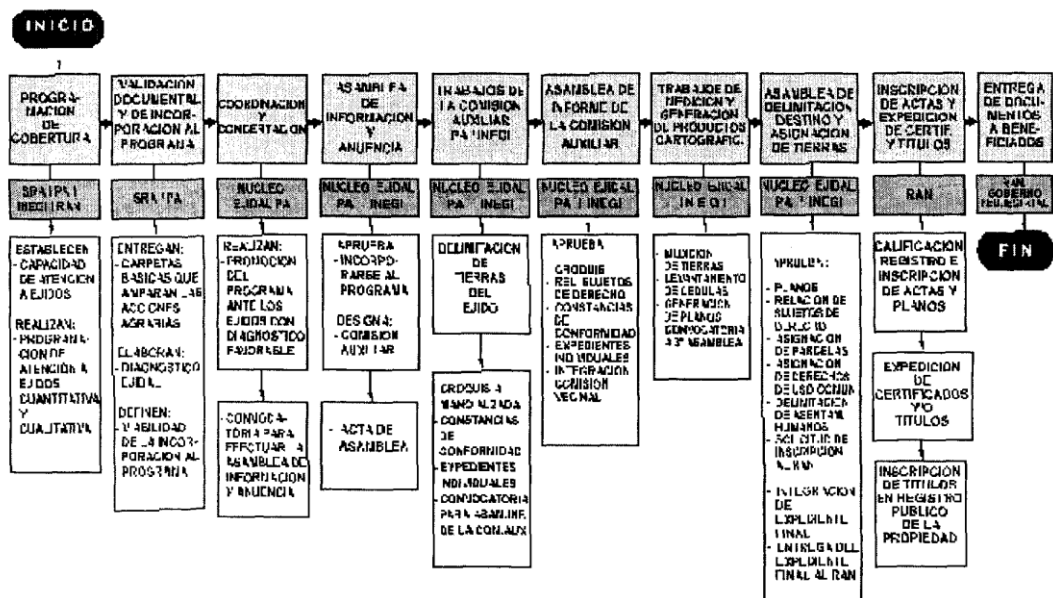 INICIO
PROGRA-
MACION
DE
COBERTURA
VALIDACION
DOCUMENTAL
Y DE INCOR-
PORACION AL
PROGRAMA
COORDINACION
Y
CONCERTACION
ASAMBLEA
DE
INFORMACION
Y
ANUENCIA
TRABAJOS DE
LA COMISION
AUXILIAR
PA INEGI
ASAMBLEA DE
INFORME DE
LA COMISION
AUXILIAR
TRABAJOS DE
MEDICION Y
GENERACION
DE PRODUCTOS
CARTOGRAFIC.
ASAMBLEA DE
DELIMITACION
DESTINO Y
ASIGNACION
DE TIERRAS
INSCRIPCION
DE ACTAS Y
EXPEDICION
DE CERTIF.
Y TITULOS
ENTREGA
DE DOCU-
MENTOS
A BENE-
FICIADOS
SRA PA
INEGI RAN
SRA PA
NUCLEO
EJIDAL PA
NUCLEO EJIDAL
PA INEGI
NUCLEO EJIDAL
PA INEGI
NUCLEO EJIDAL
PA INEGI
NUCLEO EJIDAL
INEGI
NUCLEO EJIDAL
PA INEGI
RAN
RAN
GOBIERNO
FIN
ESTABLECEN
- CAPACIDAD
DE ATENCION
A EJIDOS
REALIZAN:
- PROGRAMA-
CION DE
ATENCION A
EJIDOS
CUANTITATIVA
Y
CUALITATIVA
ENTREGAN:
- CARPETAS
BASICAS QUE
AMPARAN LAS
ACCIONES
AGRARIAS
ELABORAN:
- DIAGNOSTICO
EJIDAL
DEFINEN:
- VIABILIDAD
DE LA INCOR-
PORACION AL
PROGRAMA
REALIZAN:
- PROMOCION
DEL
PROGRAMA
ANTE LOS
EJIDOS CON
DIAGNOSTICO
FAVORABLE
- CONVOCA-
TORIA PARA
EFECTUAR LA
ASAMBLEA DE
INFORMACION
Y ANUENCIA
APRUEBA
- INCORPO-
RARSE AL
PROGRAMA
DESIGNA:
- COMISION
AUXILIAR
- ACTA DE
ASAMBLEA
DELIMITACION
DE
TIERRAS
DEL
EJIDO
CROQUIS A
MANO ALZADA
- CONSTANCIAS
DE
CONFORMIDAD
- EXPEDIENTES
INDIVIDUALES
- CONVOCATORIA
PARA ASAM.INF.
DE LA COM.AUX
APRUEBA
CROQUIS
- REL SUJETOS
DE DERECHO
- CONSTANCIAS
DE
CONFORMIDAD
- EXPEDIENTES
INDIVIDUALES
- INTEGRACION
COMISION
VECINAL
- MEDICION
DE TIERRAS
- LEVANTAMIENTO
DE CEDULAS
- GENERACION
DE PLANOS
CONVOCATORIA
A 3ª ASAMBLEA
APRUEBA:
- PLANOS
- RELACION DE
SUJETOS DE
DERECHO
- ASIGNACION
DE PARCELAS
- ASIGNACION
DE DERECHOS
DE USO COMUN
- DELIMITACION
DE ASENTAM.
HUMANOS
- SOLICITUD DE
INSCRIPCION
AL RAN
- INTEGRACION
DE
EXPEDIENTE
FINAL
- ENTREGA DEL
EXPEDIENTE
FINAL AL RAN
CALIFICACION
REGISTRO E
INSCRIPCION
DE ACTAS Y
PLANOS
EXPEDICION
DE
CERTIFICADOS
Y/O
TITULOS
INSCRIPCION
DE TITULOS
EN REGISTRO
PUBLICO
DE LA
PROPIEDAD